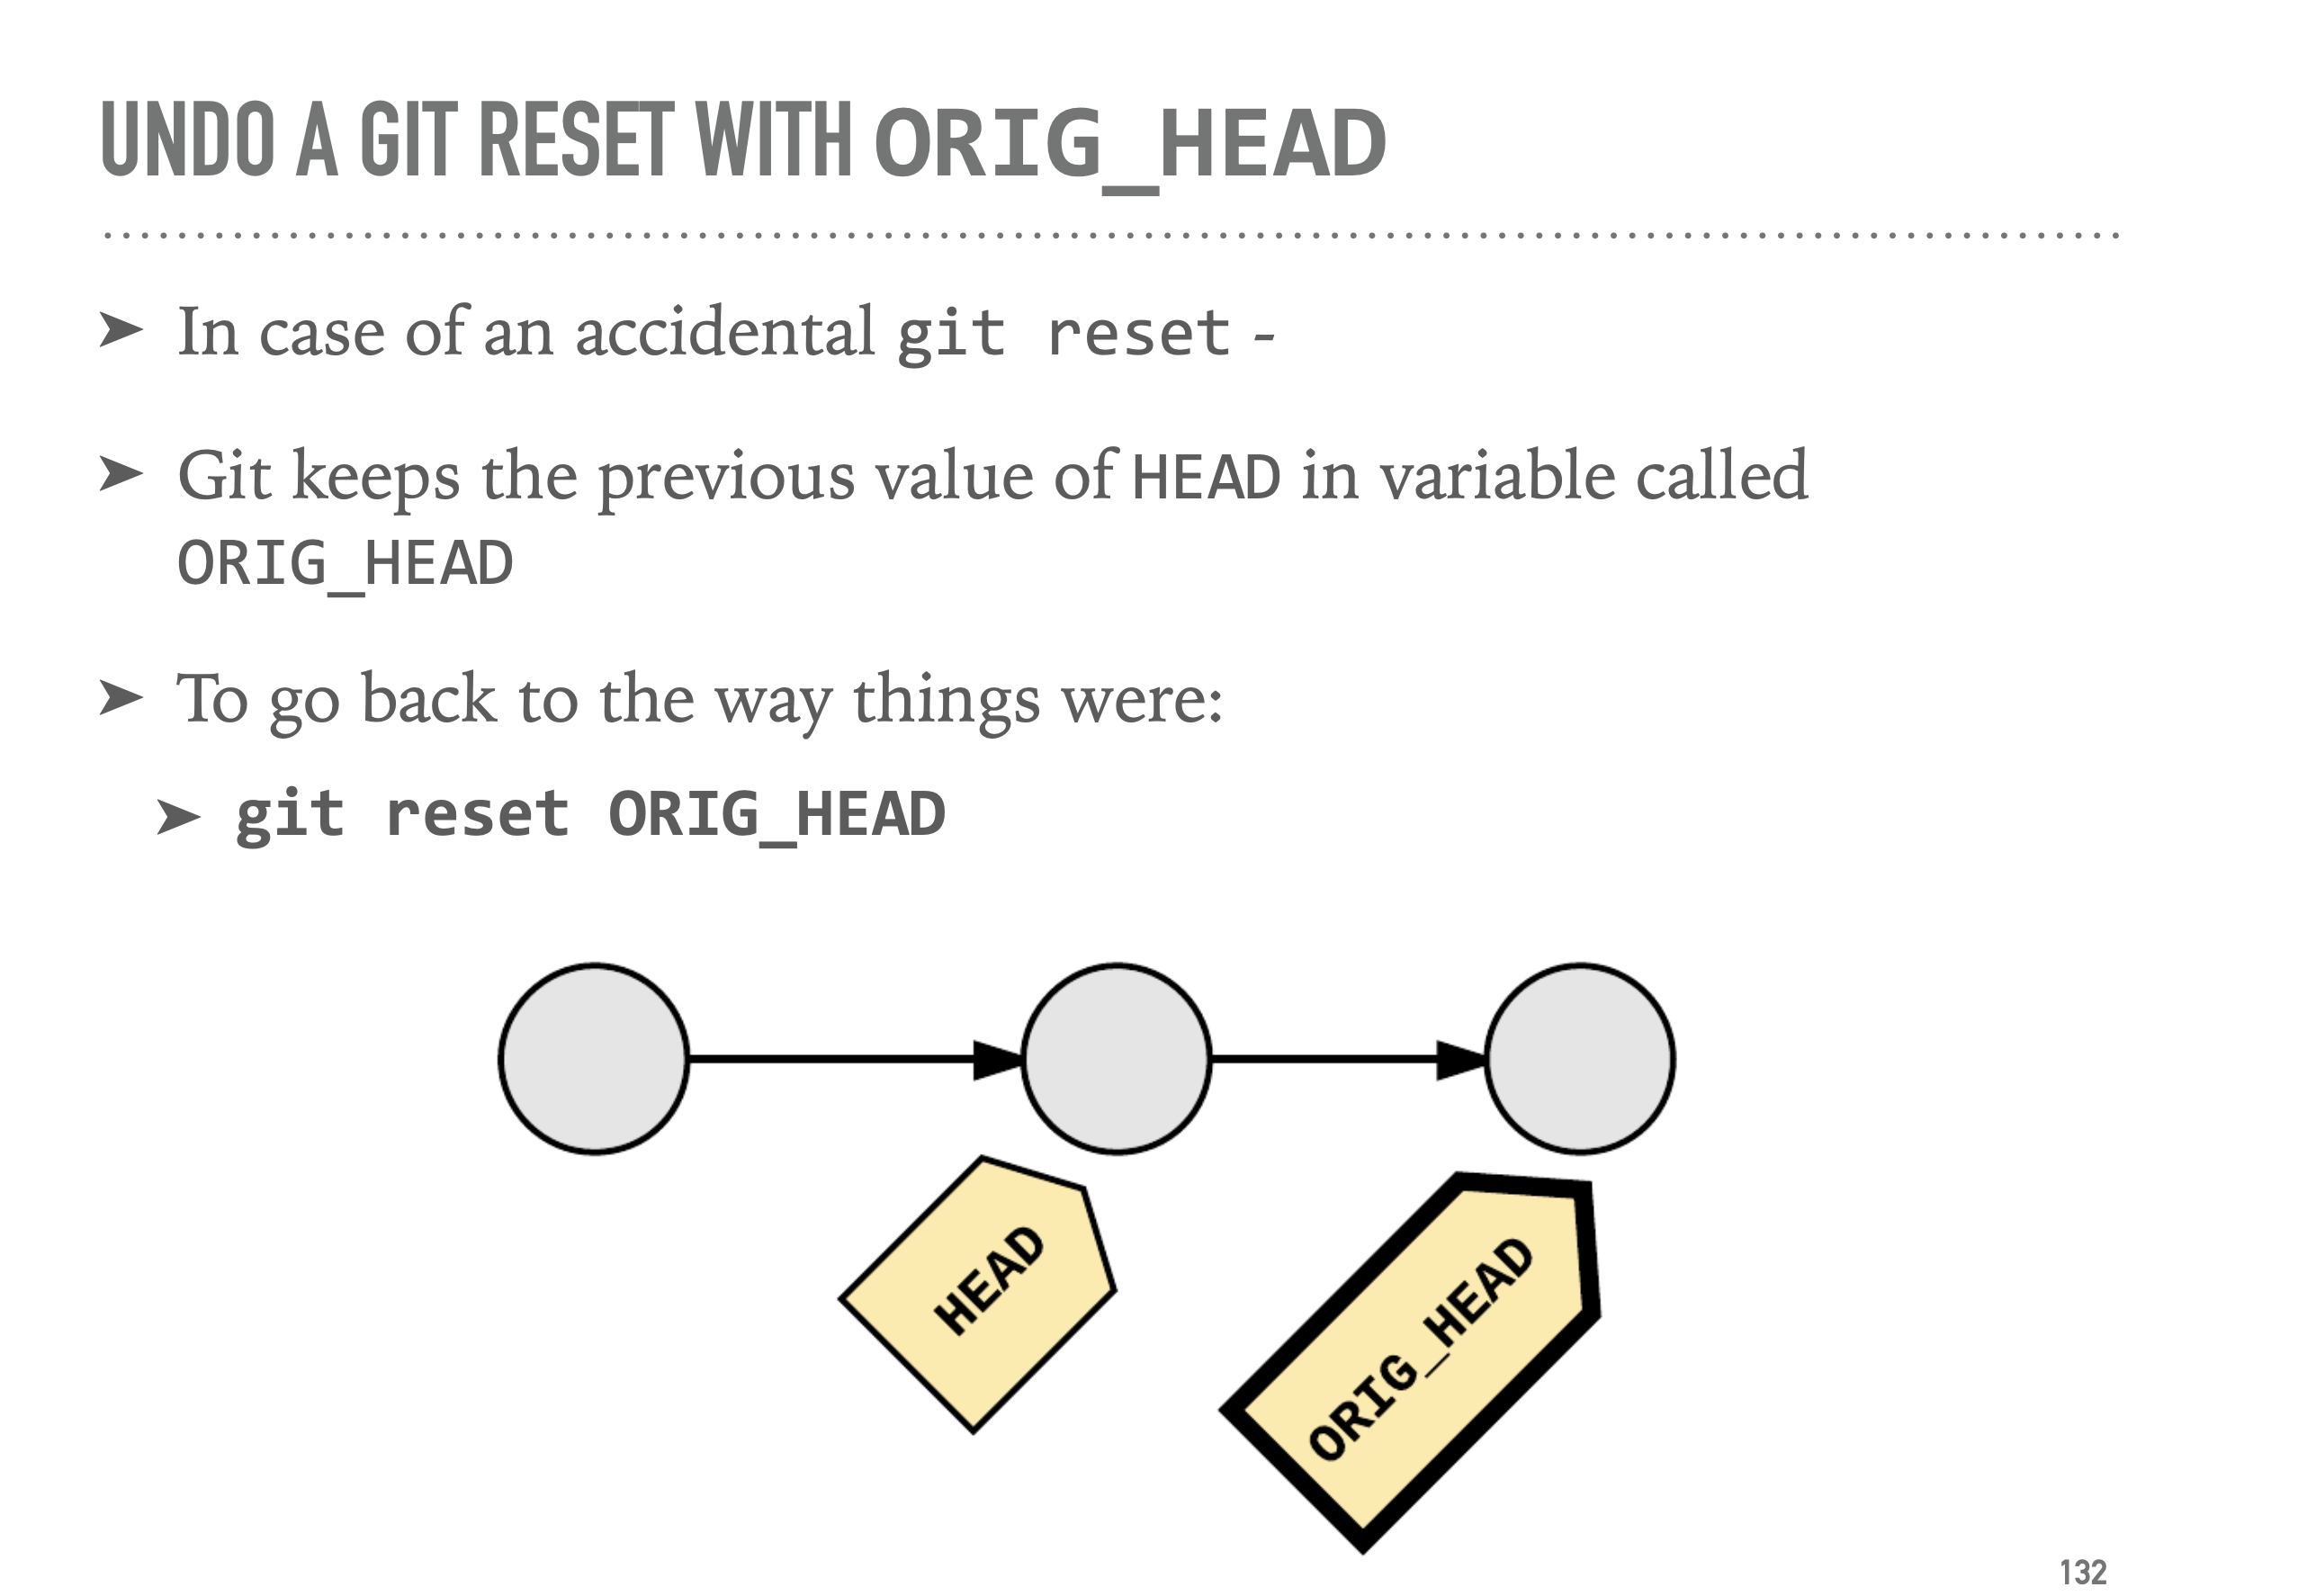 UNDO A GIT RESET WITH ORIG_HEAD
➤ In case of an accidental git reset -
➤ Git keeps the previous value of HEAD in variable called
ORIG_HEAD
➤ To go back to the way things were:
➤ git reset ORIG_HEAD
HEAD
ORIG_HEAD
132